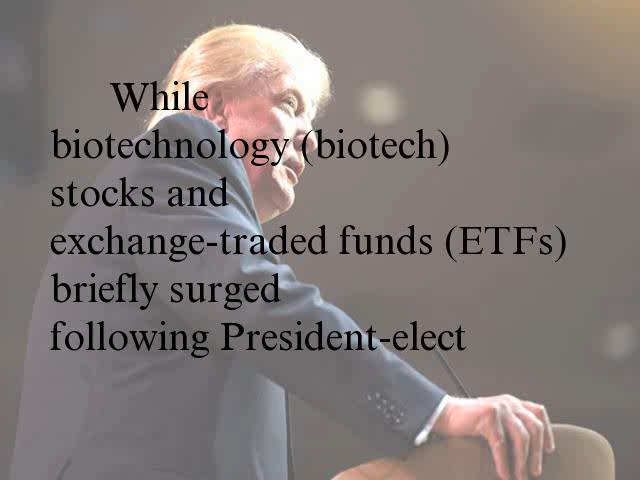 While
biotechnology (biotech)
stocks and
exchange-traded funds (ETFs)
briefly surged
following President-elect